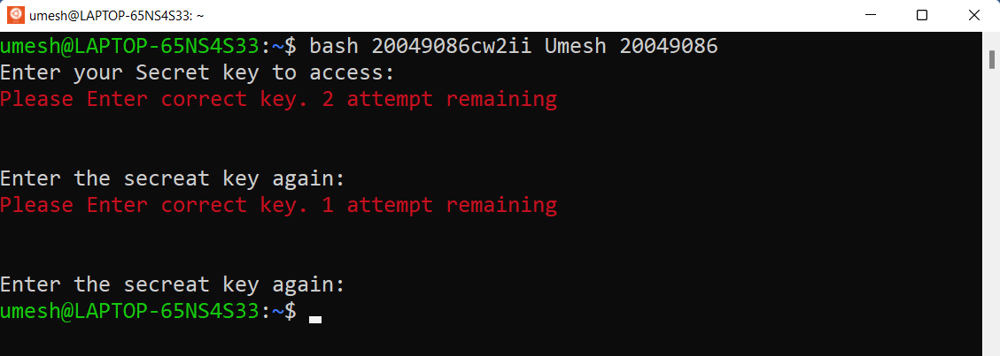 umesh@LAPTOP-65NS4S33: ~
umesh@LAPTOP-65NS4S33:~$ bash 20049086cw2ii Umesh 20049086
Enter your Secret key to access:
Please Enter correct key. 2 attempt remaining
Enter the secreat key again:
Please Enter correct key. 1 attempt remaining
Enter the secreat key again:
umesh@LAPTOP-65NS4S33:~$